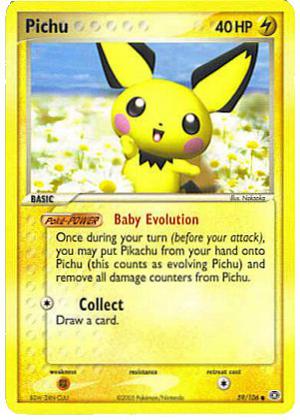 Pichu 40 HP
Illus. Nakaoka
BASIC
Poké-POWER Baby Evolution
Once during your turn (before your attack),
you may put Pikachu from your hand onto
Pichu (this counts as evolving Pichu) and
remove all damage counters from Pichu.
Collect
Draw a card.
weakness resistance retreat cost
©2005 Pokémon/Nintendo 59/106